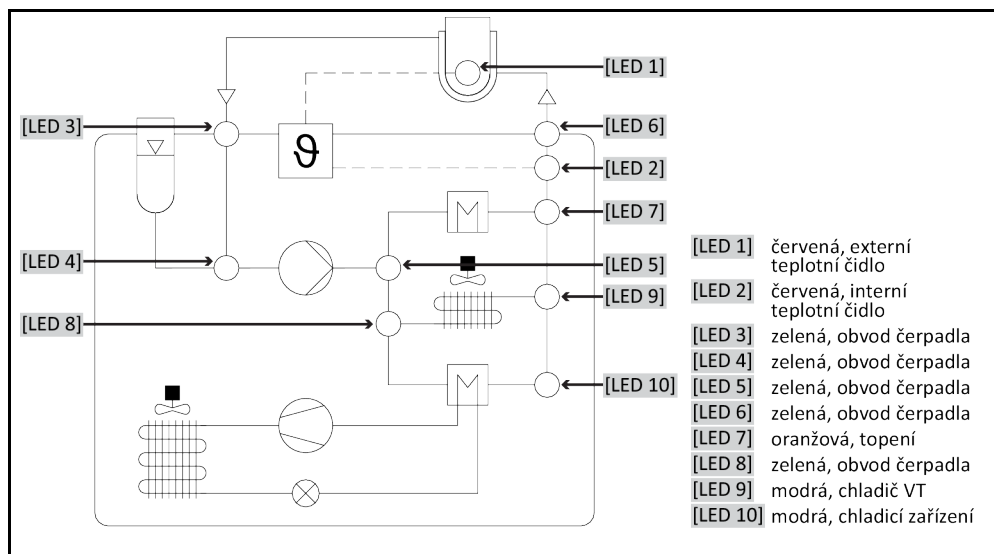 [LED 1]
[LED 3]
[LED 6]
ϑ
[LED 2]
[LED 7]
[LED 4]
[LED 5]
[LED 9]
[LED 8]
[LED 10]
[LED 1] červená, externí
teplotní čidlo
[LED 2] červená, interní
teplotní čidlo
[LED 3] zelená, obvod čerpadla
[LED 4] zelená, obvod čerpadla
[LED 5] zelená, obvod čerpadla
[LED 6] zelená, obvod čerpadla
[LED 7] oranžová, topení
[LED 8] zelená, obvod čerpadla
[LED 9] modrá, chladič VT
[LED 10] modrá, chladicí zařízení